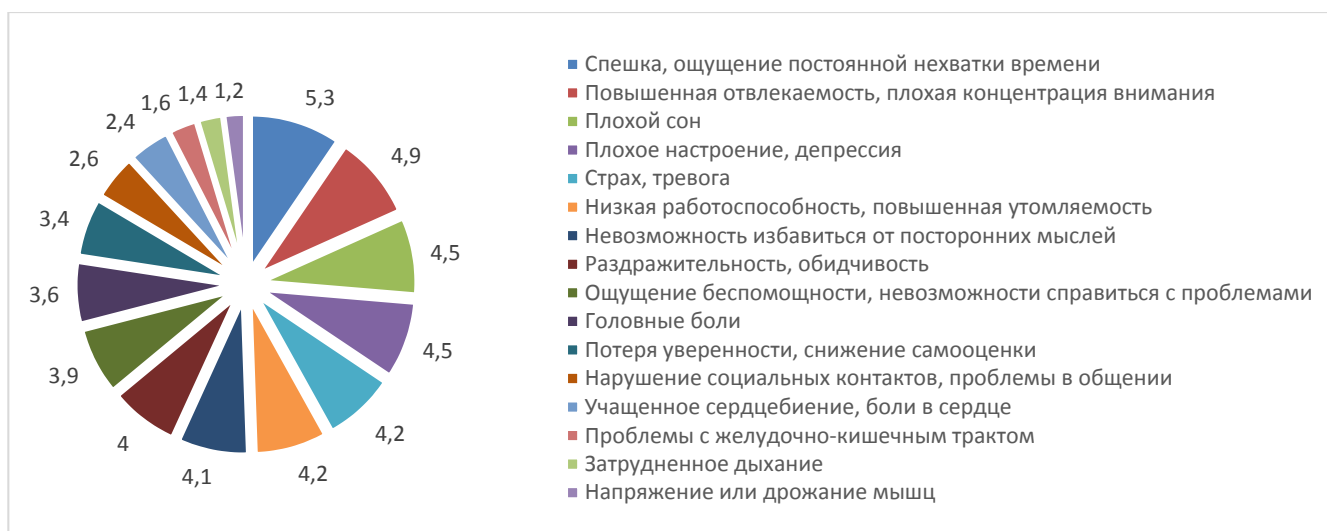 5,3
4,9
4,5
4,5
4,2
4,2
4,1
4
3,9
3,6
3,4
2,6
2,4
1,6
1,4
1,2
Спешка, ощущение постоянной нехватки времени
Повышенная отвлекаемость, плохая концентрация внимания
Плохой сон
Плохое настроение, депрессия
Страх, тревога
Низкая работоспособность, повышенная утомляемость
Невозможность избавиться от посторонних мыслей
Раздражительность, обидчивость
Ощущение беспомощности, невозможности справиться с проблемами
Головные боли
Потеря уверенности, снижение самооценки
Нарушение социальных контактов, проблемы в общении
Учащенное сердцебиение, боли в сердце
Проблемы с желудочно-кишечным трактом
Затрудненное дыхание
Напряжение или дрожание мышц